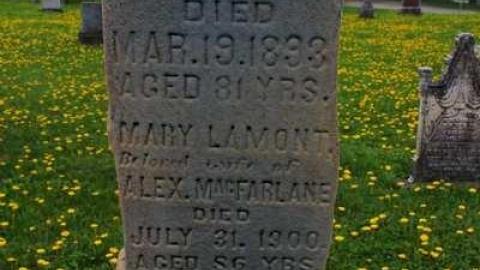 DIED
MAR. 19. 1893
AGED 81 YRS.
MARY LAMONT.
Beloved wife of
ALEX. MACFARLANE
DIED
JULY 31. 1900.
AGED 86 YRS.